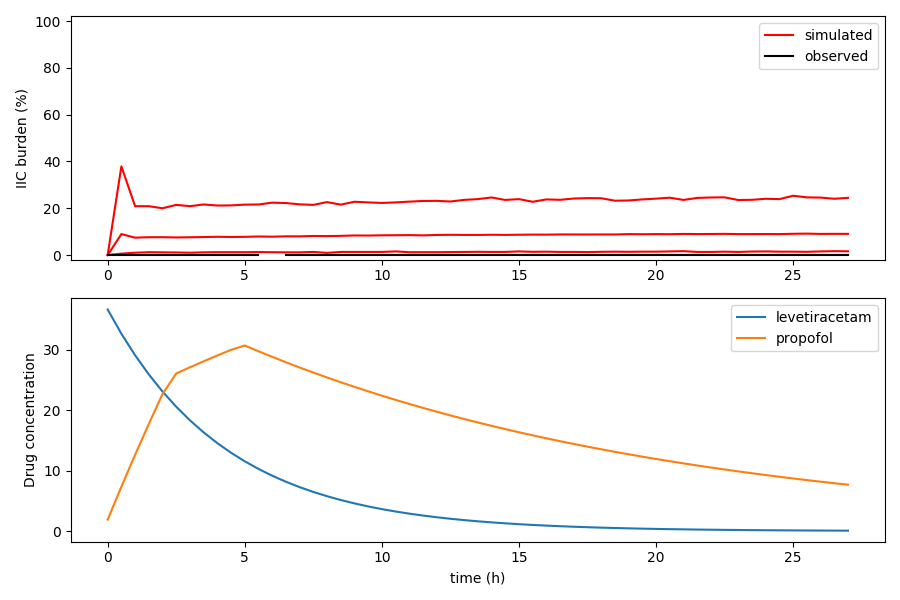 IIC burden (%)
100
80
60
40
20
0
simulated
observed
0 5 10 15 20 25
Drug concentration
30
20
10
0
levetiracetam
propofol
0 5 10 15 20 25
time (h)